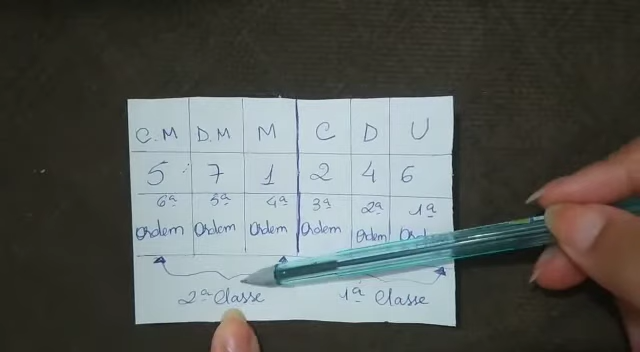 C.M D.M M C D U
5 7 1 2 4 6
6ª 5ª 4ª 3ª 2ª 1ª
Ordem Ordem Ordem Ordem Ordem
2ª Classe 1ª Classe